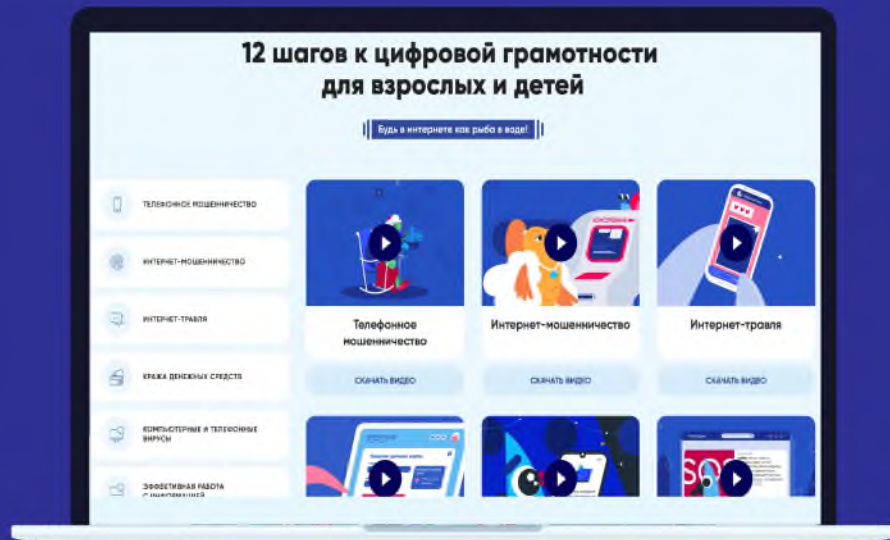 12 шагов к цифровой грамотности
для взрослых и детей
Будь в интернете как рыба в воде!
ТЕЛЕФОННОЕ МОШЕННИЧЕСТВО
ИНТЕРНЕТ-МОШЕННИЧЕСТВО
ИНТЕРНЕТ-ТРАВЛЯ
КРАЖА ДЕНЕЖНЫХ СРЕДСТВ
КОМПЬЮТЕРНЫЕ И ТЕЛЕФОННЫЕ
ВИРУСЫ
ЭФФЕКТИВНАЯ РАБОТА
С ИНФОРМАЦИЕЙ
Телефонное
мошенничество
СКАЧАТЬ ВИДЕО
Интернет-мошенничество
СКАЧАТЬ ВИДЕО
Интернет-травля
СКАЧАТЬ ВИДЕО
SOS